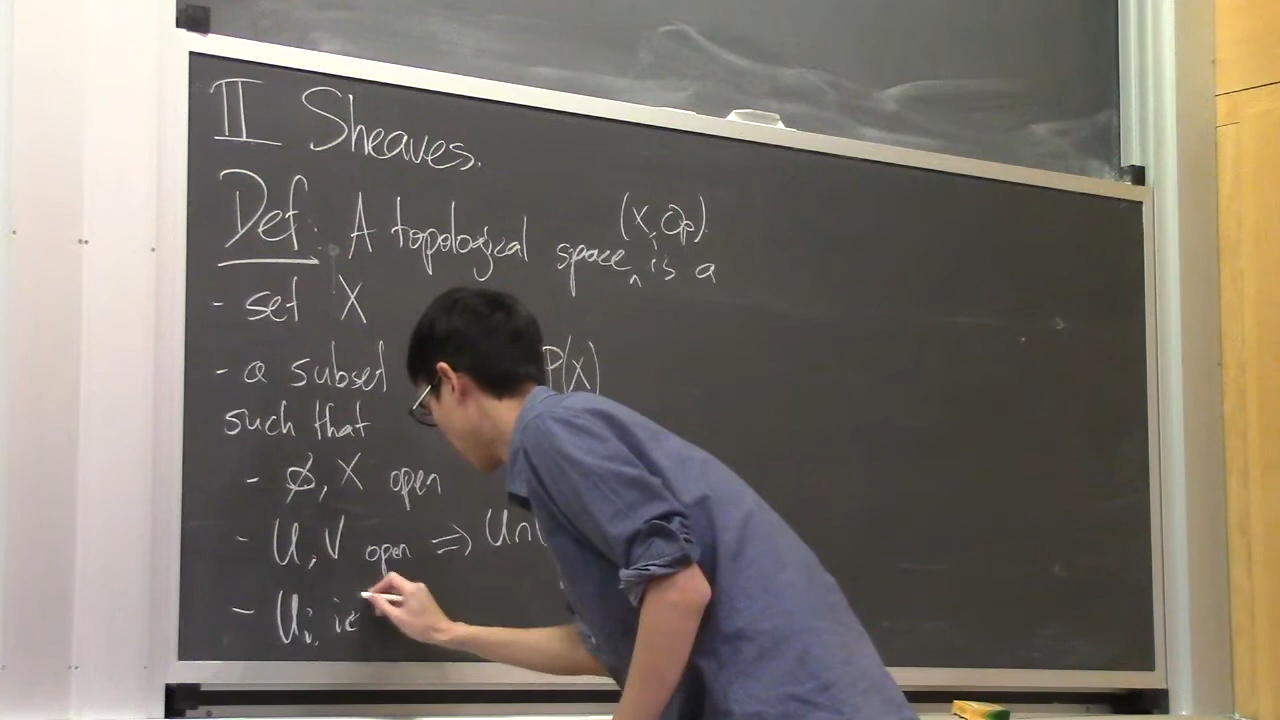 II Sheaves.
Def: A topological space (X, Op) is a
- set X
- a subset P(X)
such that
- ∅, X open
- U, V open ⇒ U∩
- Uᵢ, i∈